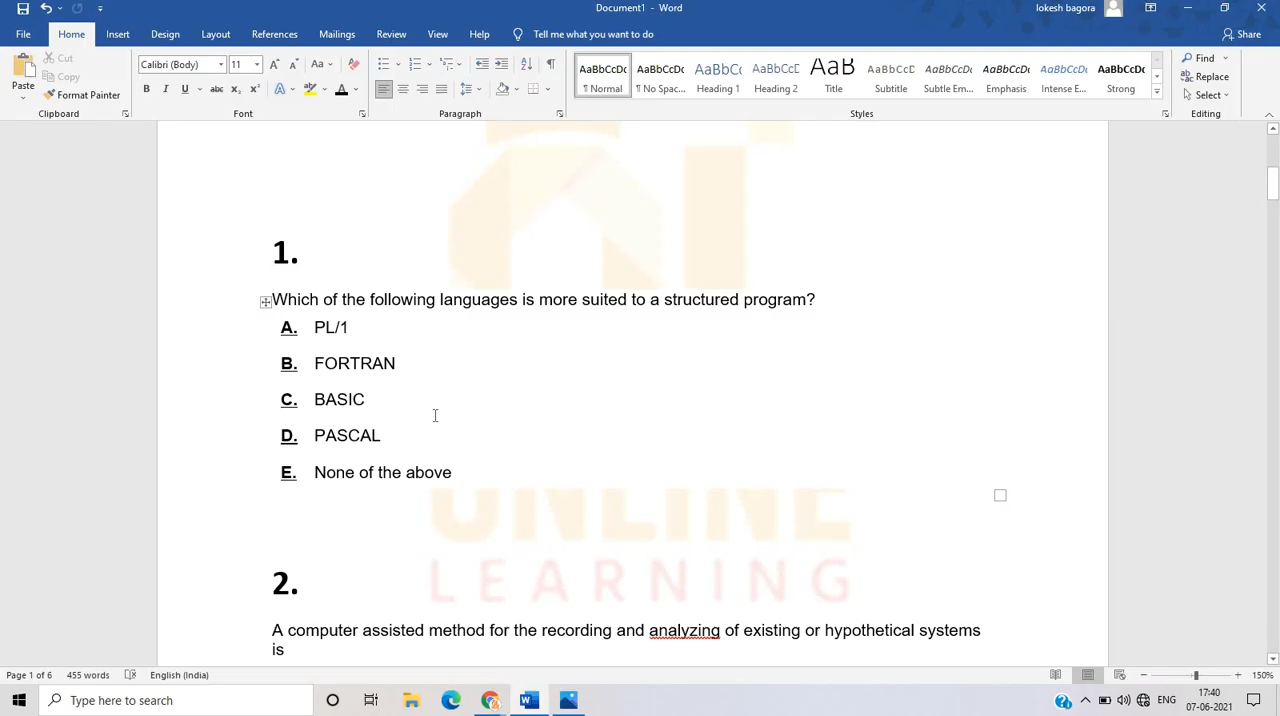 Document1 - Word
lokesh bagora
File Home Insert Design Layout References Mailings Review View Help Tell me what you want to do Share
Paste
Cut
Copy
Format Painter
Clipboard
Calibri (Body) 11
Font
Paragraph
AaBbCcDc AaBbCcDc AaBbCc AaBbCcD AaB AaBbCcD AaBbCcDc AaBbCcDc AaBbCcDc AaBbCcDc
¶ Normal ¶ No Spac... Heading 1 Heading 2 Title Subtitle Subtle Em... Emphasis Intense E... Strong
Styles
Find
Replace
Select
Editing
1.
Which of the following languages is more suited to a structured program?
A. PL/1
B. FORTRAN
C. BASIC
D. PASCAL
E. None of the above
ONLINE
LEARNING
2.
A computer assisted method for the recording and analyzing of existing or hypothetical systems
is
Page 1 of 6 455 words English (India) 150%
Type here to search
ENG
17:40
07-06-2021